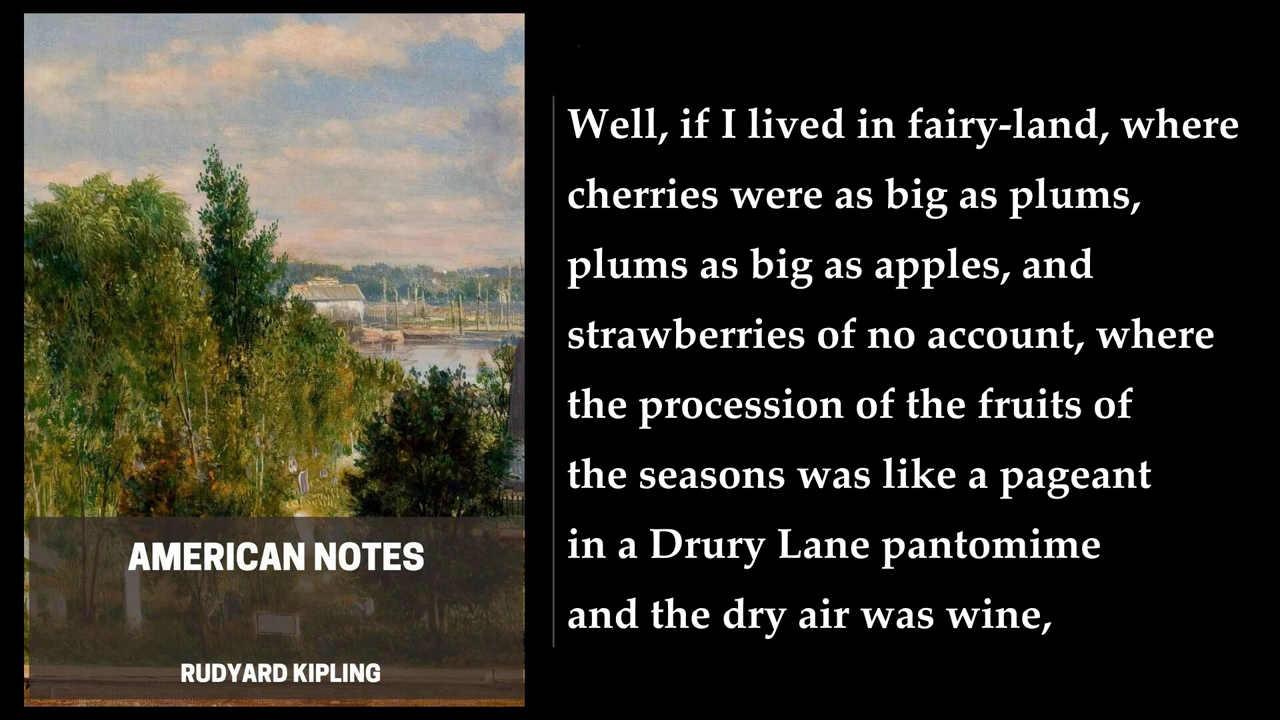 AMERICAN NOTES
RUDYARD KIPLING
Well, if I lived in fairy-land, where
cherries were as big as plums,
plums as big as apples, and
strawberries of no account, where
the procession of the fruits of
the seasons was like a pageant
in a Drury Lane pantomime
and the dry air was wine,